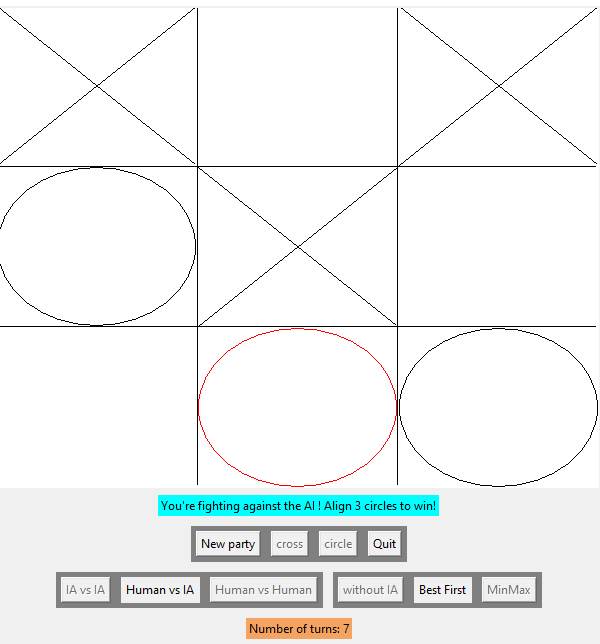 You're fighting against the AI ! Align 3 circles to win!
New party cross circle Quit
IA vs IA Human vs IA Human vs Human without IA Best First MinMax
Number of turns: 7